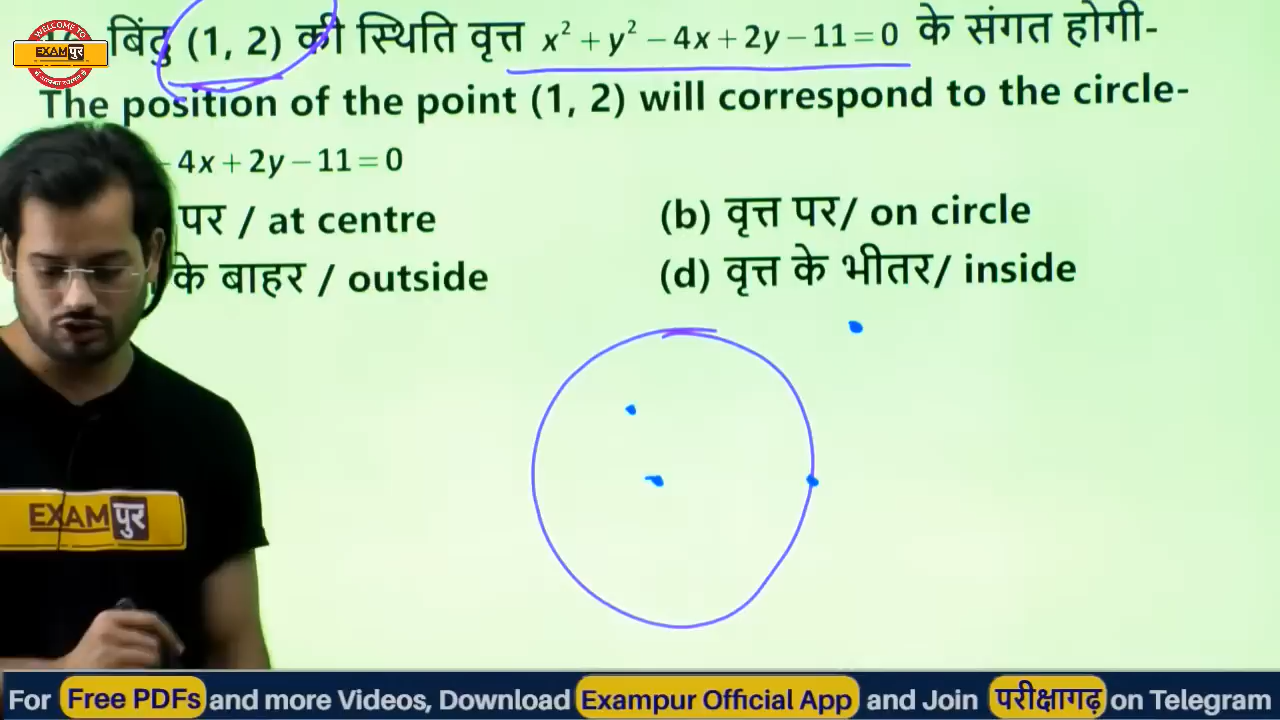 WELCOME TO
EXAMपुर
बिंदु (1, 2) की स्थिति वृत्त x² + y² − 4x + 2y − 11 = 0 के संगत होगी-
The position of the point (1, 2) will correspond to the circle-
4x + 2y − 11 = 0
पर / at centre
(b) वृत्त पर/ on circle
के बाहर / outside
(d) वृत्त के भीतर/ inside
EXAMपुर
For Free PDFs and more Videos, Download Exampur Official App and Join परीक्षागढ़ on Telegram